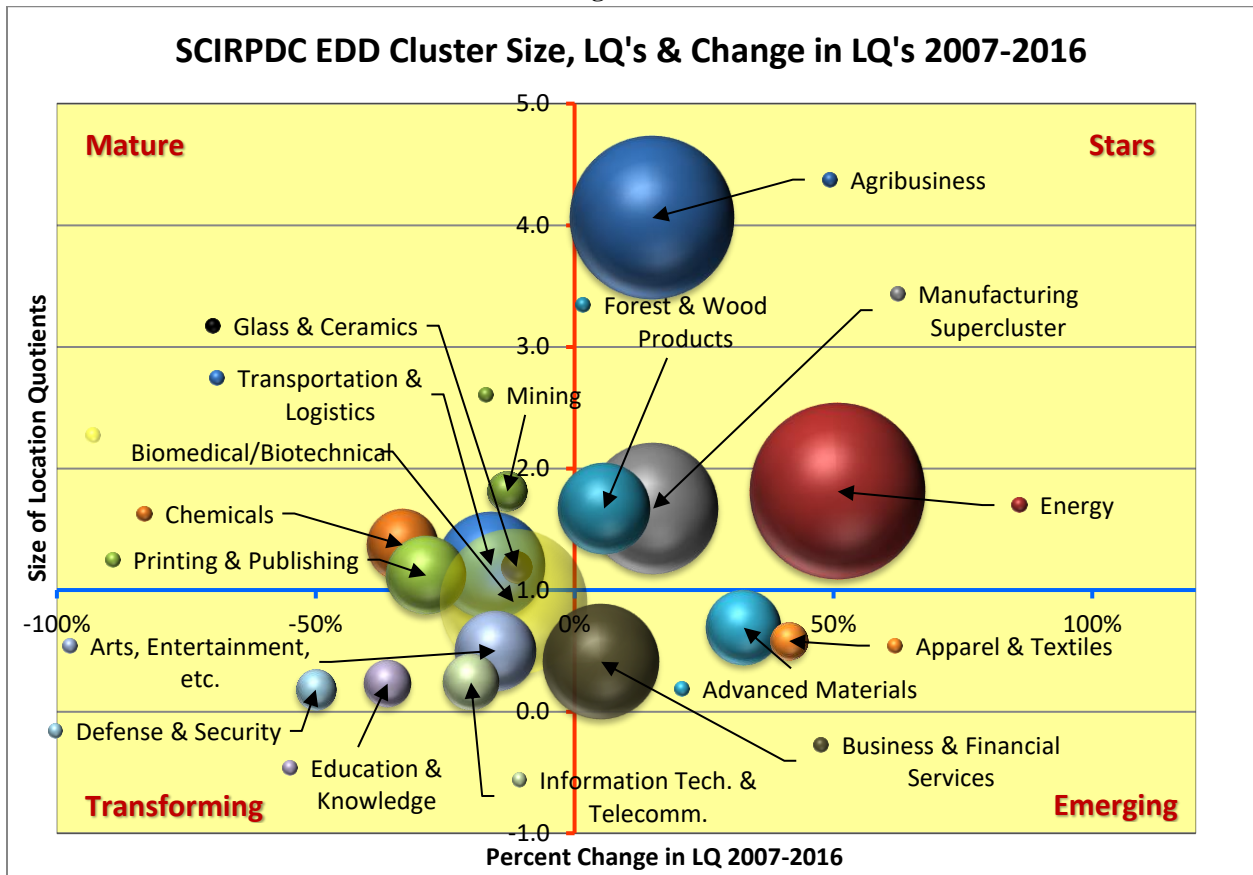 SCIRPDC EDD Cluster Size, LQ's & Change in LQ's 2007-2016
5.0
Mature
Stars
Agribusiness
4.0
Forest & Wood
Products
Manufacturing
Supercluster
Glass & Ceramics
3.0
Transportation &
Logistics
Mining
Biomedical/Biotechnical
2.0
Chemicals
Energy
Printing & Publishing
1.0
-100%
-50%
0%
50%
100%
Arts, Entertainment,
etc.
Apparel & Textiles
Advanced Materials
0.0
Defense & Security
Education &
Knowledge
Information Tech. &
Telecomm.
Business & Financial
Services
Transforming
Emerging
-1.0
Size of Location Quotients
Percent Change in LQ 2007-2016